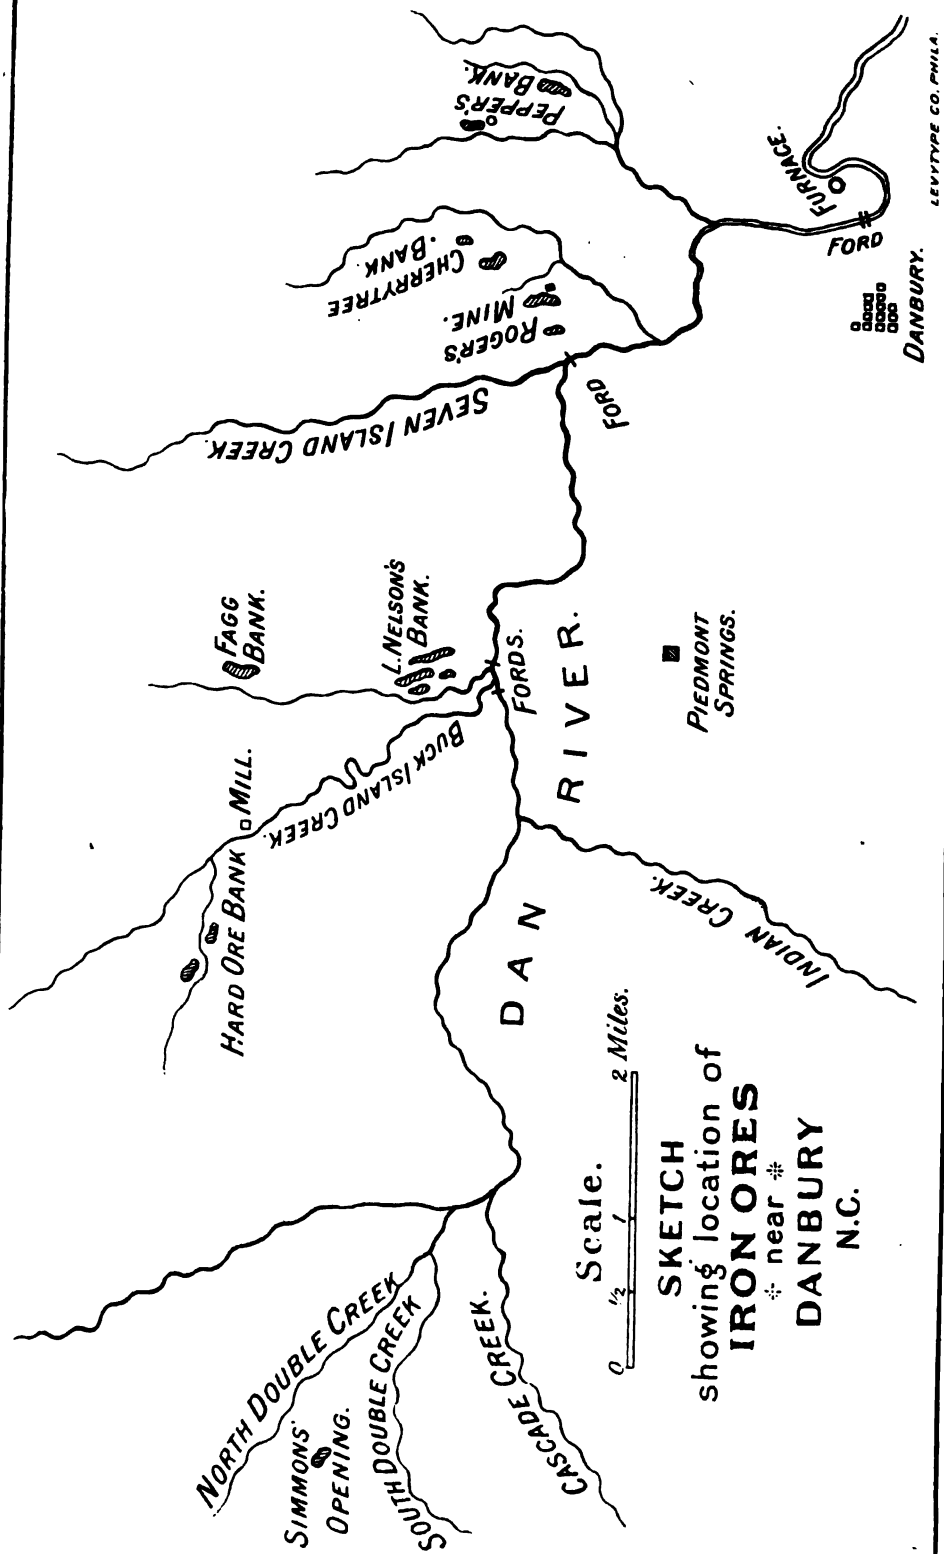 NORTH DOUBLE CREEK
SIMMONS'
OPENING.
SOUTH DOUBLE CREEK
CASCADE CREEK.
HARD ORE BANK
MILL.
BUCK ISLAND CREEK.
FAGG
BANK.
L. NELSON'S
BANK.
FORDS.
SEVEN ISLAND CREEK.
ROGER'S
MINE.
CHERRYTREE
BANK.
PEPPER'S
BANK.
FORD
DAN RIVER.
INDIAN CREEK.
PIEDMONT
SPRINGS.
FURNACE.
FORD
DANBURY.
Scale.
0 1/2 1 2 Miles.
SKETCH
showing location of
IRON ORES
near
DANBURY
N.C.
LEVYTYPE CO. PHILA.